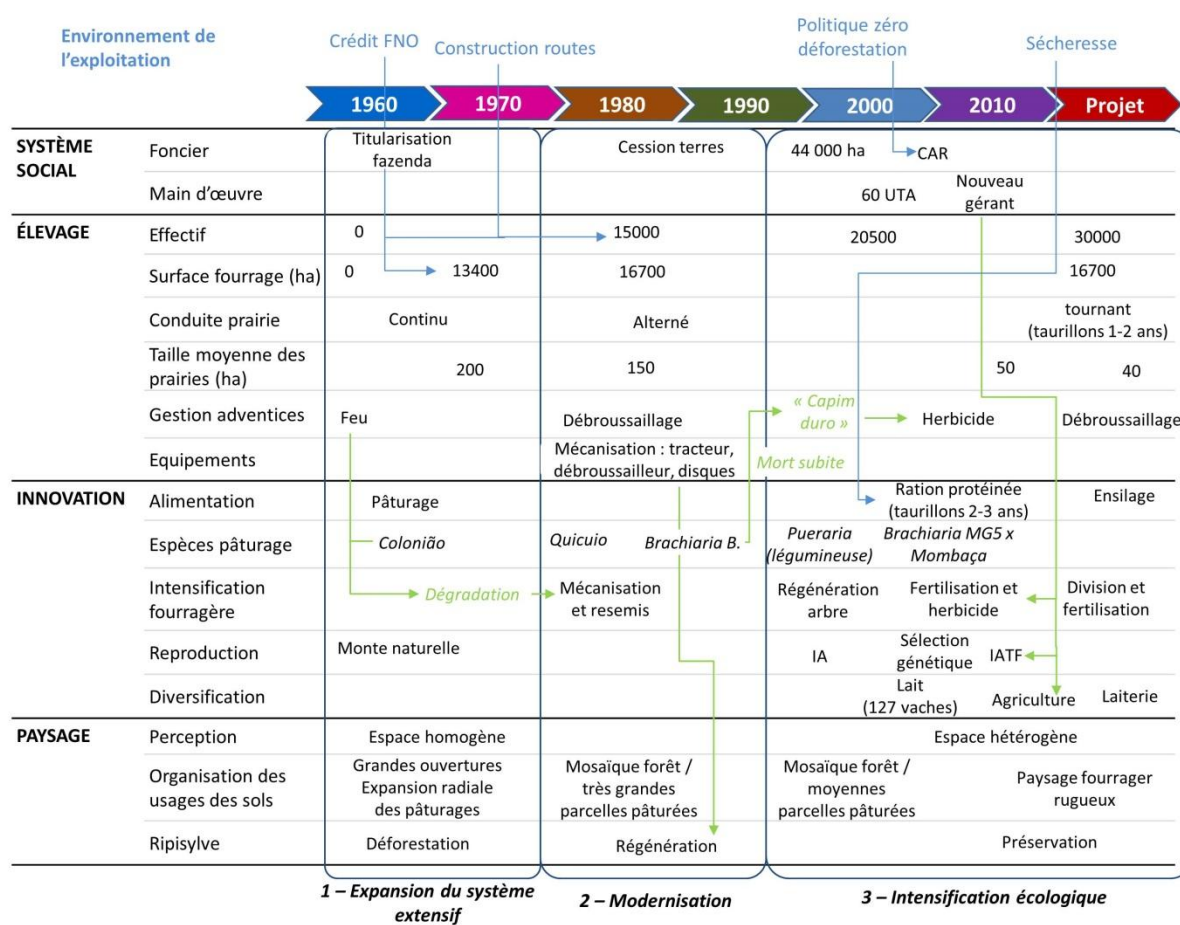 Environnement de
l'exploitation
Crédit FNO
Construction routes
Politique zéro
déforestation
Sécheresse
1960 1970 1980 1990 2000 2010 Projet
SYSTÈME
SOCIAL
Foncier
Titularisation
fazenda
Cession terres
44 000 ha
CAR
Main d'œuvre
60 UTA
Nouveau
gérant
ÉLEVAGE
Effectif
0
15000
20500
30000
Surface fourrage (ha)
0
13400
16700
16700
Conduite prairie
Continu
Alterné
tournant
(taurillons 1-2 ans)
Taille moyenne des
prairies (ha)
200
150
50
40
Gestion adventices
Feu
Débroussaillage
« Capim
duro »
Herbicide
Débroussaillage
Equipements
Mécanisation : tracteur,
débroussailleur, disques
Mort subite
INNOVATION
Alimentation
Pâturage
Ration protéinée
(taurillons 2-3 ans)
Ensilage
Espèces pâturage
Colonião
Quicuio
Brachiaria B.
Pueraria
(légumineuse)
Brachiaria MG5 x
Mombaça
Intensification
fourragère
Dégradation
Mécanisation
et resemis
Régénération
arbre
Fertilisation et
herbicide
Division et
fertilisation
Reproduction
Monte naturelle
IA
Sélection
génétique
IATF
Diversification
Lait
(127 vaches)
Agriculture
Laiterie
PAYSAGE
Perception
Espace homogène
Espace hétérogène
Organisation des
usages des sols
Grandes ouvertures
Expansion radiale
des pâturages
Mosaïque forêt /
très grandes
parcelles pâturées
Mosaïque forêt /
moyennes
parcelles pâturées
Paysage fourrager
rugueux
Ripisylve
Déforestation
Régénération
Préservation
1 – Expansion du système
extensif
2 – Modernisation
3 – Intensification écologique